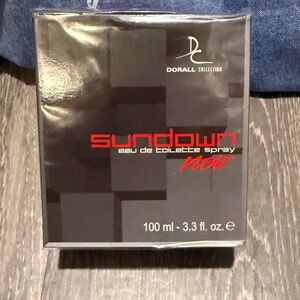 DC
DORALL COLLECTION
sundown
eau de toilette spray
noir
100 ml - 3.3 fl. oz. e